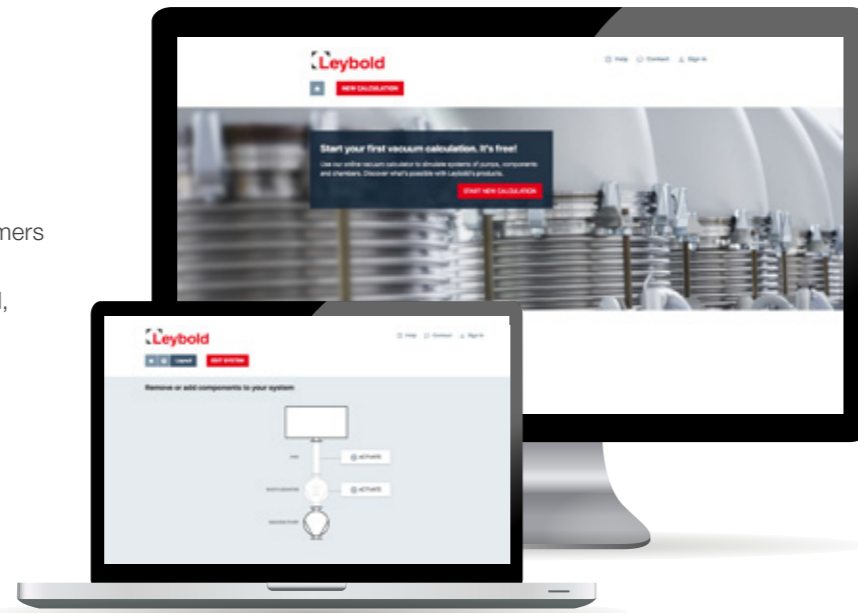 mers
l,
Leybold
Help Contact Sign in
NEW CALCULATION
Start your first vacuum calculation. It's free!
Use our online vacuum calculator to simulate systems of pumps, components
and chambers. Discover what's possible with Leybold's products.
START NEW CALCULATION
Leybold
Help Contact Sign in
Layout EDIT SYSTEM
Remove or add components to your system
ACTIVATE
ACTIVATE